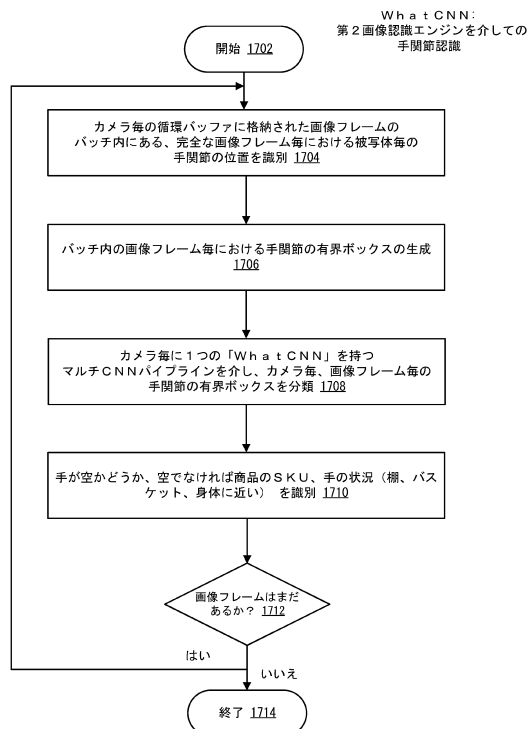 ＷｈａｔＣＮＮ：
第２画像認識エンジンを介しての
手関節認識
開始 1702
カメラ毎の循環バッファに格納された画像フレームの
バッチ内にある、完全な画像フレーム毎における被写体毎の
手関節の位置を識別 1704
バッチ内の画像フレーム毎における手関節の有界ボックスの生成
1706
カメラ毎に１つの「ＷｈａｔＣＮＮ」を持つ
マルチＣＮＮパイプラインを介し、カメラ毎、画像フレーム毎の
手関節の有界ボックスを分類 1708
手が空かどうか、空でなければ商品のＳＫＵ、手の状況（棚、バス
ケット、身体に近い） を識別 1710
画像フレームはまだ
あるか？ 1712
はい
いいえ
終了 1714